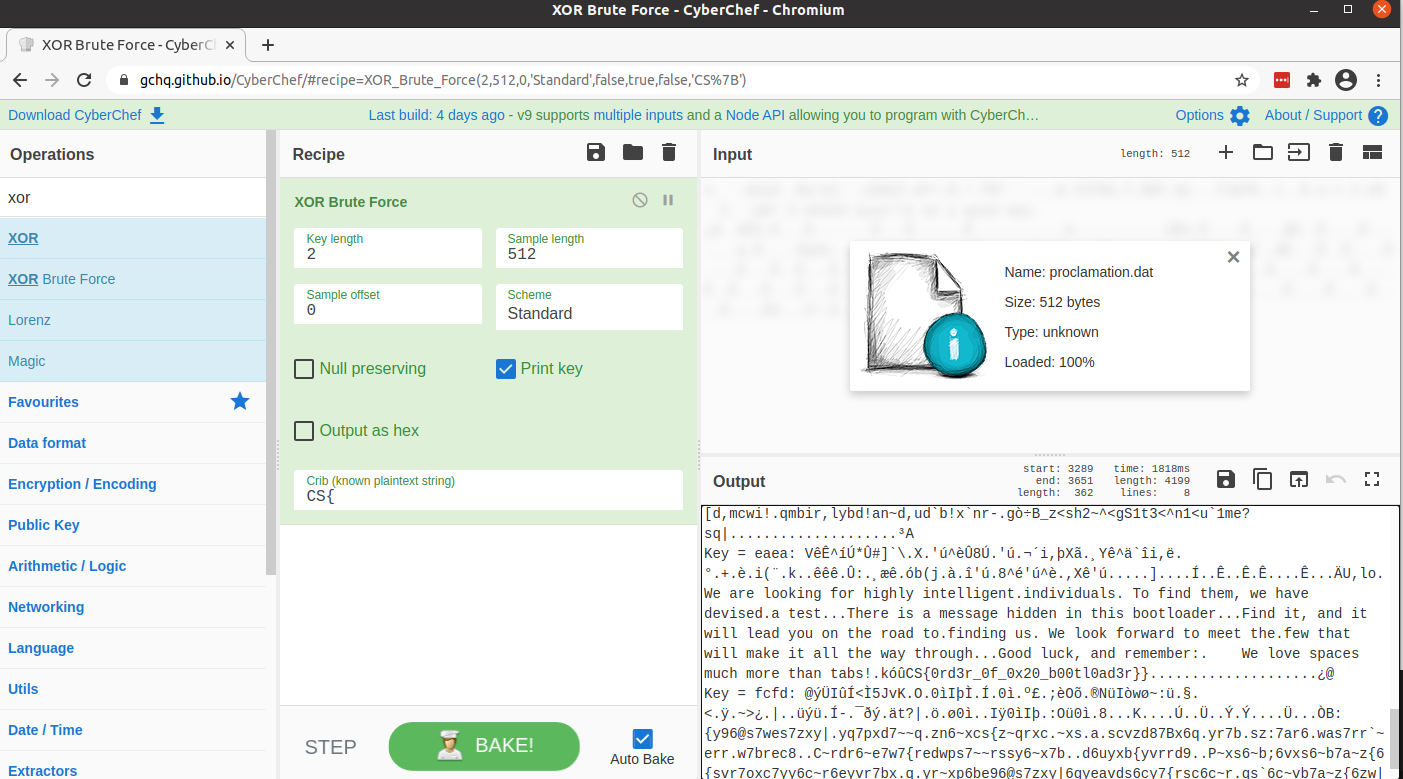 XOR Brute Force - CyberChef - Chromium
XOR Brute Force - CyberCh
gchq.github.io/CyberChef/#recipe=XOR_Brute_Force(2,512,0,'Standard',false,true,false,'CS%7B')
Download CyberChef
Last build: 4 days ago - v9 supports multiple inputs and a Node API allowing you to program with CyberCh…
Options
About / Support
Operations
xor
XOR
XOR Brute Force
Lorenz
Magic
Favourites
Data format
Encryption / Encoding
Public Key
Arithmetic / Logic
Networking
Language
Utils
Date / Time
Extractors
Recipe
XOR Brute Force
Key length
2
Sample length
512
Sample offset
0
Scheme
Standard
Null preserving
Print key
Output as hex
Crib (known plaintext string)
CS{
STEP
BAKE!
Auto Bake
Input
length: 512
Name: proclamation.dat
Size: 512 bytes
Type: unknown
Loaded: 100%
Output
start: 3289
end: 3651
length: 362
time: 1818ms
length: 4199
lines: 8
[d,mcwi!.qmbir,lybd!an~d,ud`b!x`nr-.gò÷B_z<sh2~^<gS1t3<^n1<u`1me?
sq|....................³A
Key = eaea: VêÊ^íÚ*Û#]`\.X.'ú^èÛ8Ú.'ú.¬´i,þXã.¸Yê^ä`îi,ë.
°.+.è.i(¨.k..êêê.Û:.¸æê.ób(j.à.î'ú.8^é'ú^è.,Xê'ú.....]....Í..Ê..Ê.Ê....Ê...ÄU,lo.
We are looking for highly intelligent.individuals. To find them, we have
devised.a test...There is a message hidden in this bootloader...Find it, and it
will lead you on the road to.finding us. We look forward to meet the.few that
will make it all the way through...Good luck, and remember:.    We love spaces
much more than tabs!.kóûCS{0rd3r_0f_0x20_b00tl0ad3r}}....................¿@
Key = fcfd: @ýÜIûÍ<Ì5JvK.O.0ìIþÌ.Í.0ì.º£.;èOõ.®NüIòwø~:ü.§.
<.ÿ.~>¿.|..üýü.Í-.¯ðý.ät?|.ö.ø0ì..Iÿ0ìIþ.:Oü0ì.8...K....Ú..Ü..Ý.Ý....Ü...ÒB:
{y96@s7wes7zxy|.yq7pxd7~~q.zn6~xcs{z~qrxc.~xs.a.scvzd87Bx6q.yr7b.sz:7ar6.was7rr`~
err.w7brec8..C~rdr6~e7w7{redwps7~~rssy6~x7b..d6uyxb{yvrrd9..P~xs6~b;6vxs6~b7a~z{6